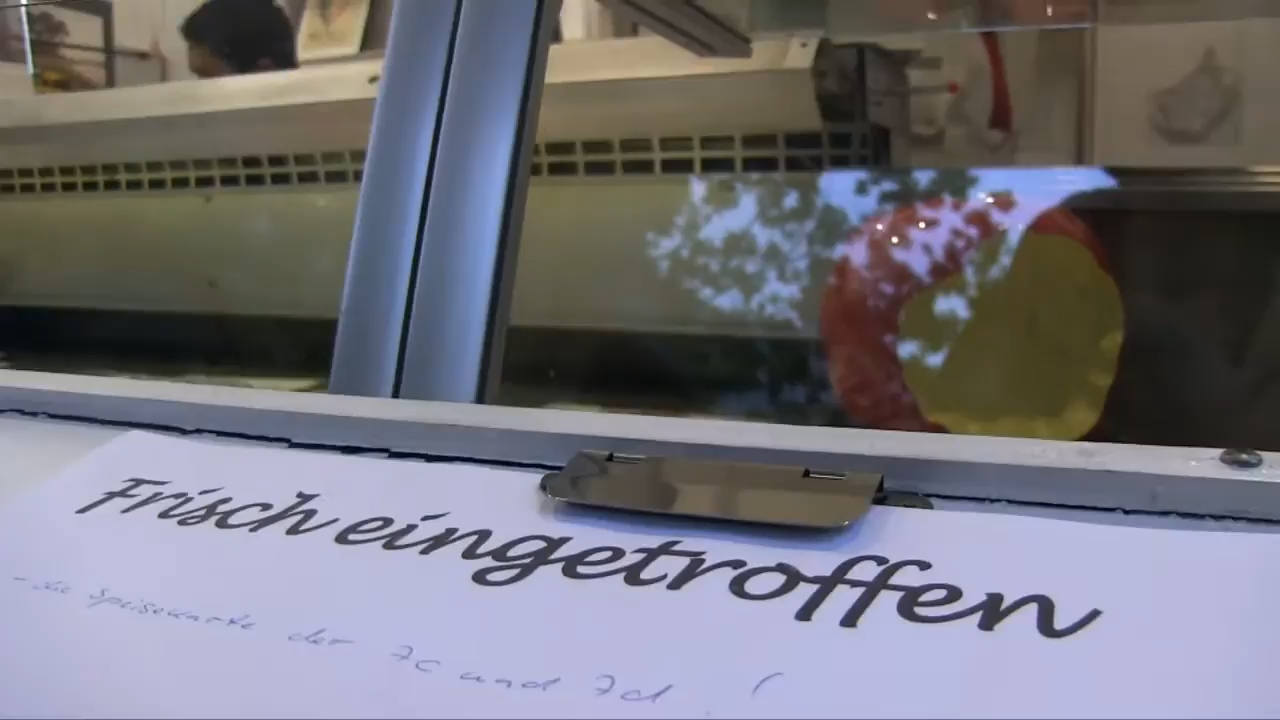 Frisch eingetroffen
- die Speisekarte der 7c und 7d !